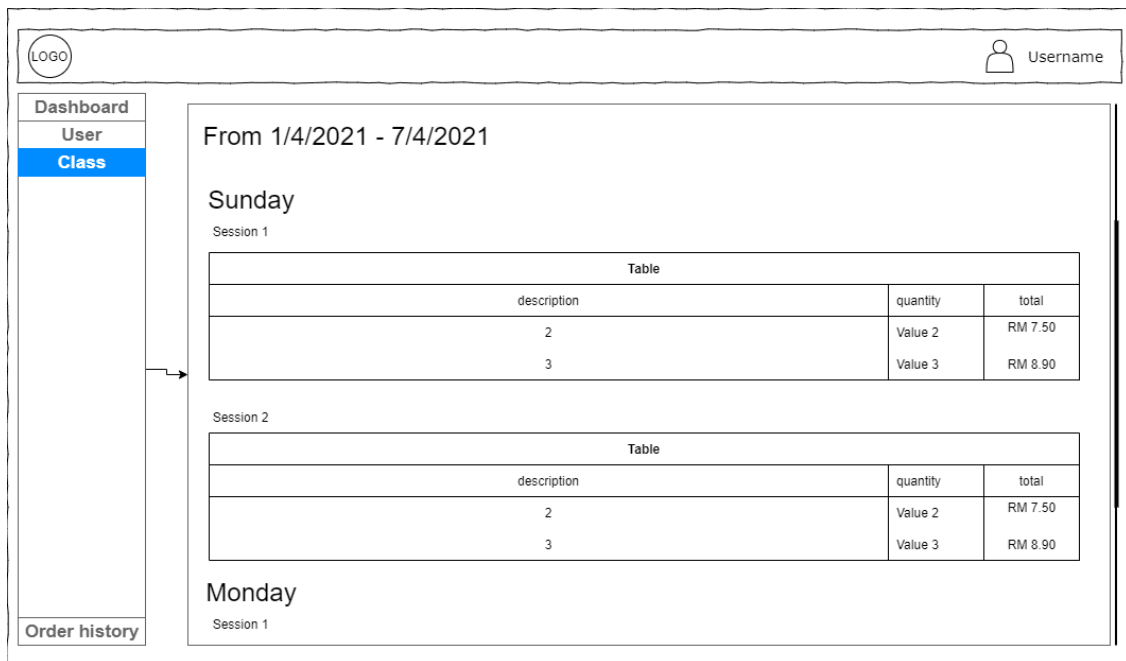 LOGO
Username
Dashboard
User
Class
Order history
From 1/4/2021 - 7/4/2021
Sunday
Session 1
Table
description quantity total
2 Value 2 RM 7.50
3 Value 3 RM 8.90
Session 2
Table
description quantity total
2 Value 2 RM 7.50
3 Value 3 RM 8.90
Monday
Session 1